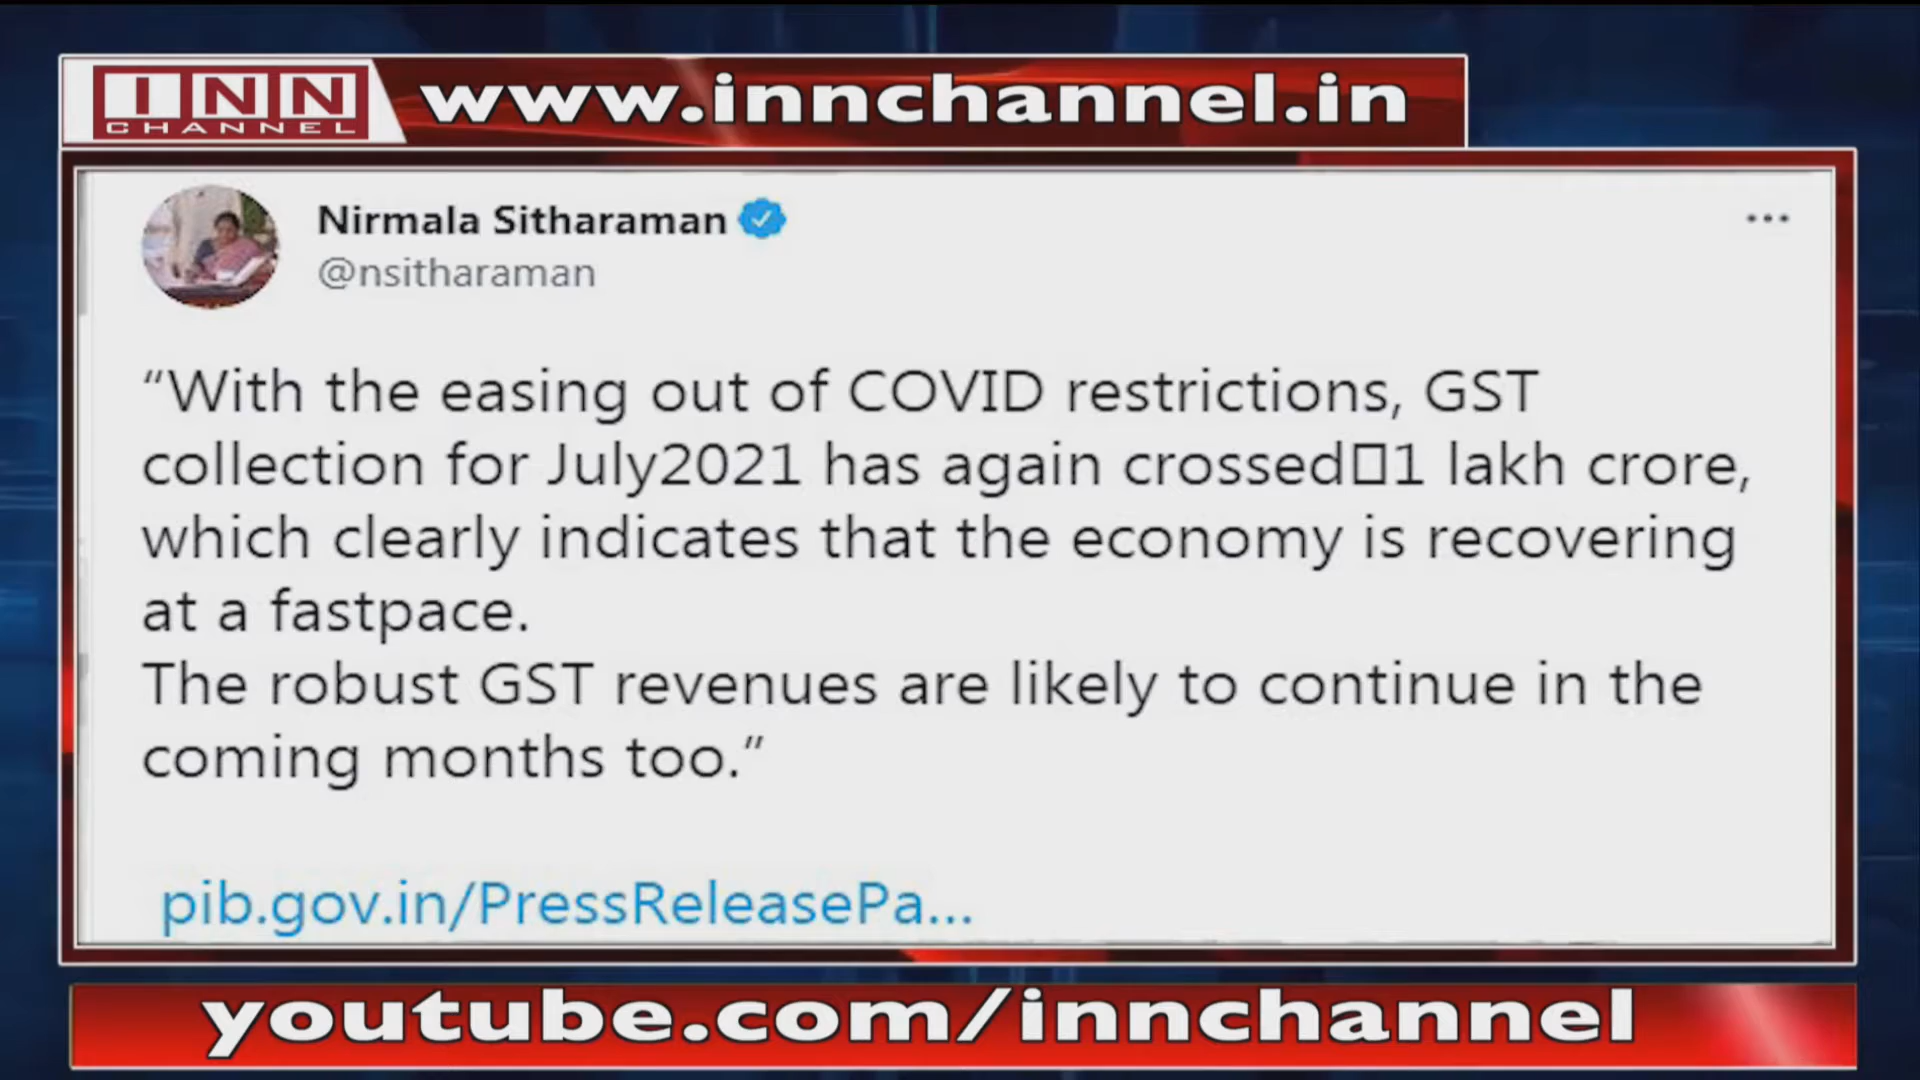 INN
CHANNEL
www.innchannel.in
Nirmala Sitharaman
@nsitharaman
“With the easing out of COVID restrictions, GST
collection for July2021 has again crossed□1 lakh crore,
which clearly indicates that the economy is recovering
at a fastpace.
The robust GST revenues are likely to continue in the
coming months too.”
pib.gov.in/PressReleasePa...
youtube.com/innchannel